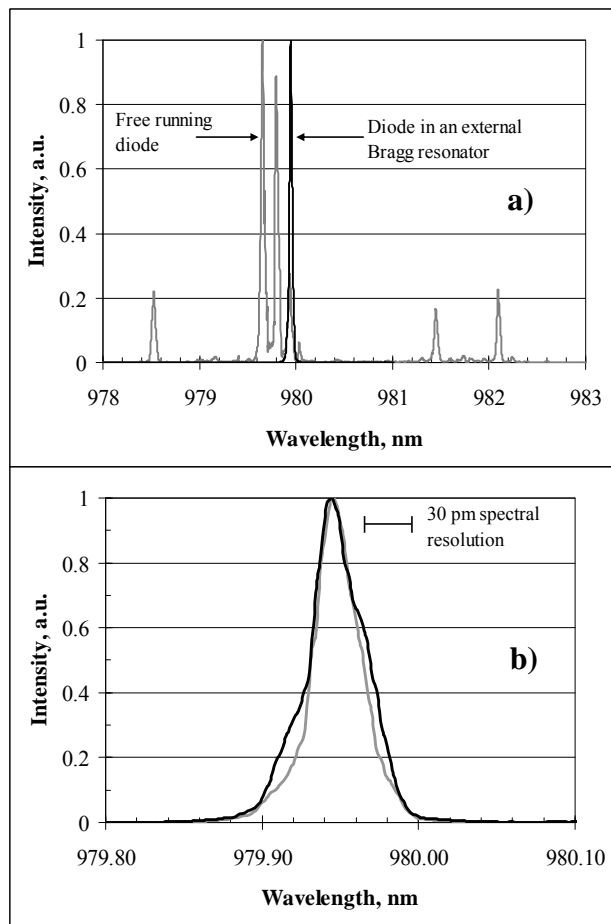 1
0.8
0.6
0.4
0.2
0
Intensity, a.u.
Free running
diode
Diode in an external
Bragg resonator
a)
978
979
980
981
982
983
Wavelength, nm
1
0.8
0.6
0.4
0.2
0
Intensity, a.u.
30 pm spectral
resolution
b)
979.80
979.90
980.00
980.10
Wavelength, nm